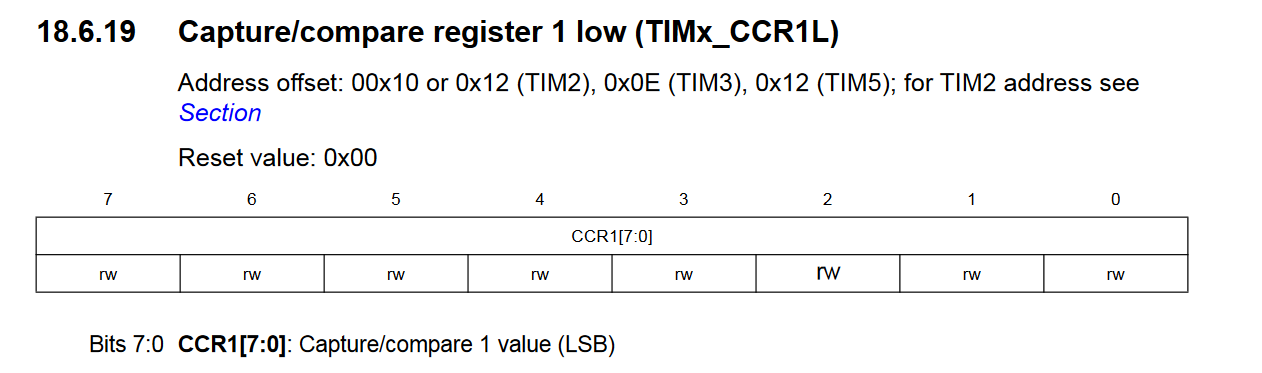 18.6.19 Capture/compare register 1 low (TIMx_CCR1L)
Address offset: 00x10 or 0x12 (TIM2), 0x0E (TIM3), 0x12 (TIM5); for TIM2 address see
Section
Reset value: 0x00
7 6 5 4 3 2 1 0
CCR1[7:0]
rw rw rw rw rw rw rw rw
Bits 7:0 CCR1[7:0]: Capture/compare 1 value (LSB)